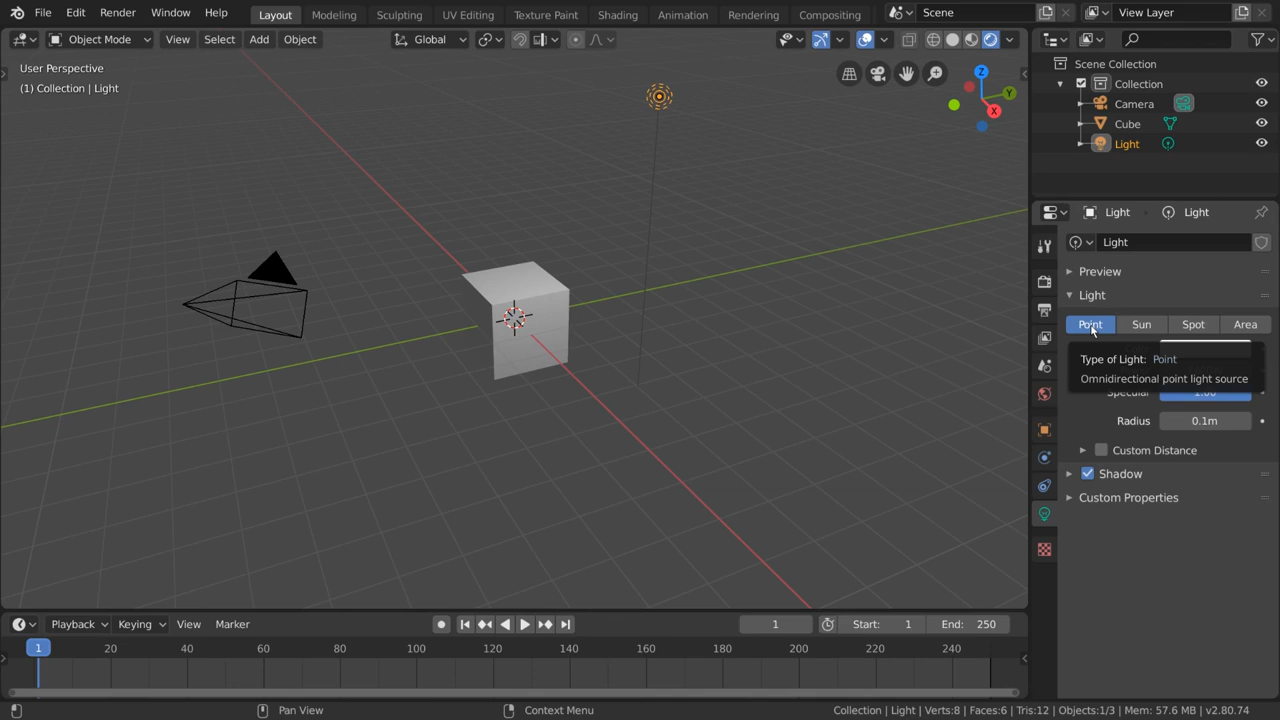 File Edit Render Window Help Layout Modeling Sculpting UV Editing Texture Paint Shading Animation Rendering Compositing Scene View Layer
Object Mode View Select Add Object Global
User Perspective
(1) Collection | Light
Z
Y
X
Scene Collection
Collection
Camera
Cube
Light
Light Light
Light
Preview
Light
Point Sun Spot Area
Type of Light: Point
Omnidirectional point light source
Specular 1.00
Radius 0.1m
Custom Distance
Shadow
Custom Properties
Playback Keying View Marker 1 Start: 1 End: 250
1 20 40 60 80 100 120 140 160 180 200 220 240
Pan View Context Menu Collection | Light | Verts:8 | Faces:6 | Tris:12 | Objects:1/3 | Mem: 57.6 MB | v2.80.74